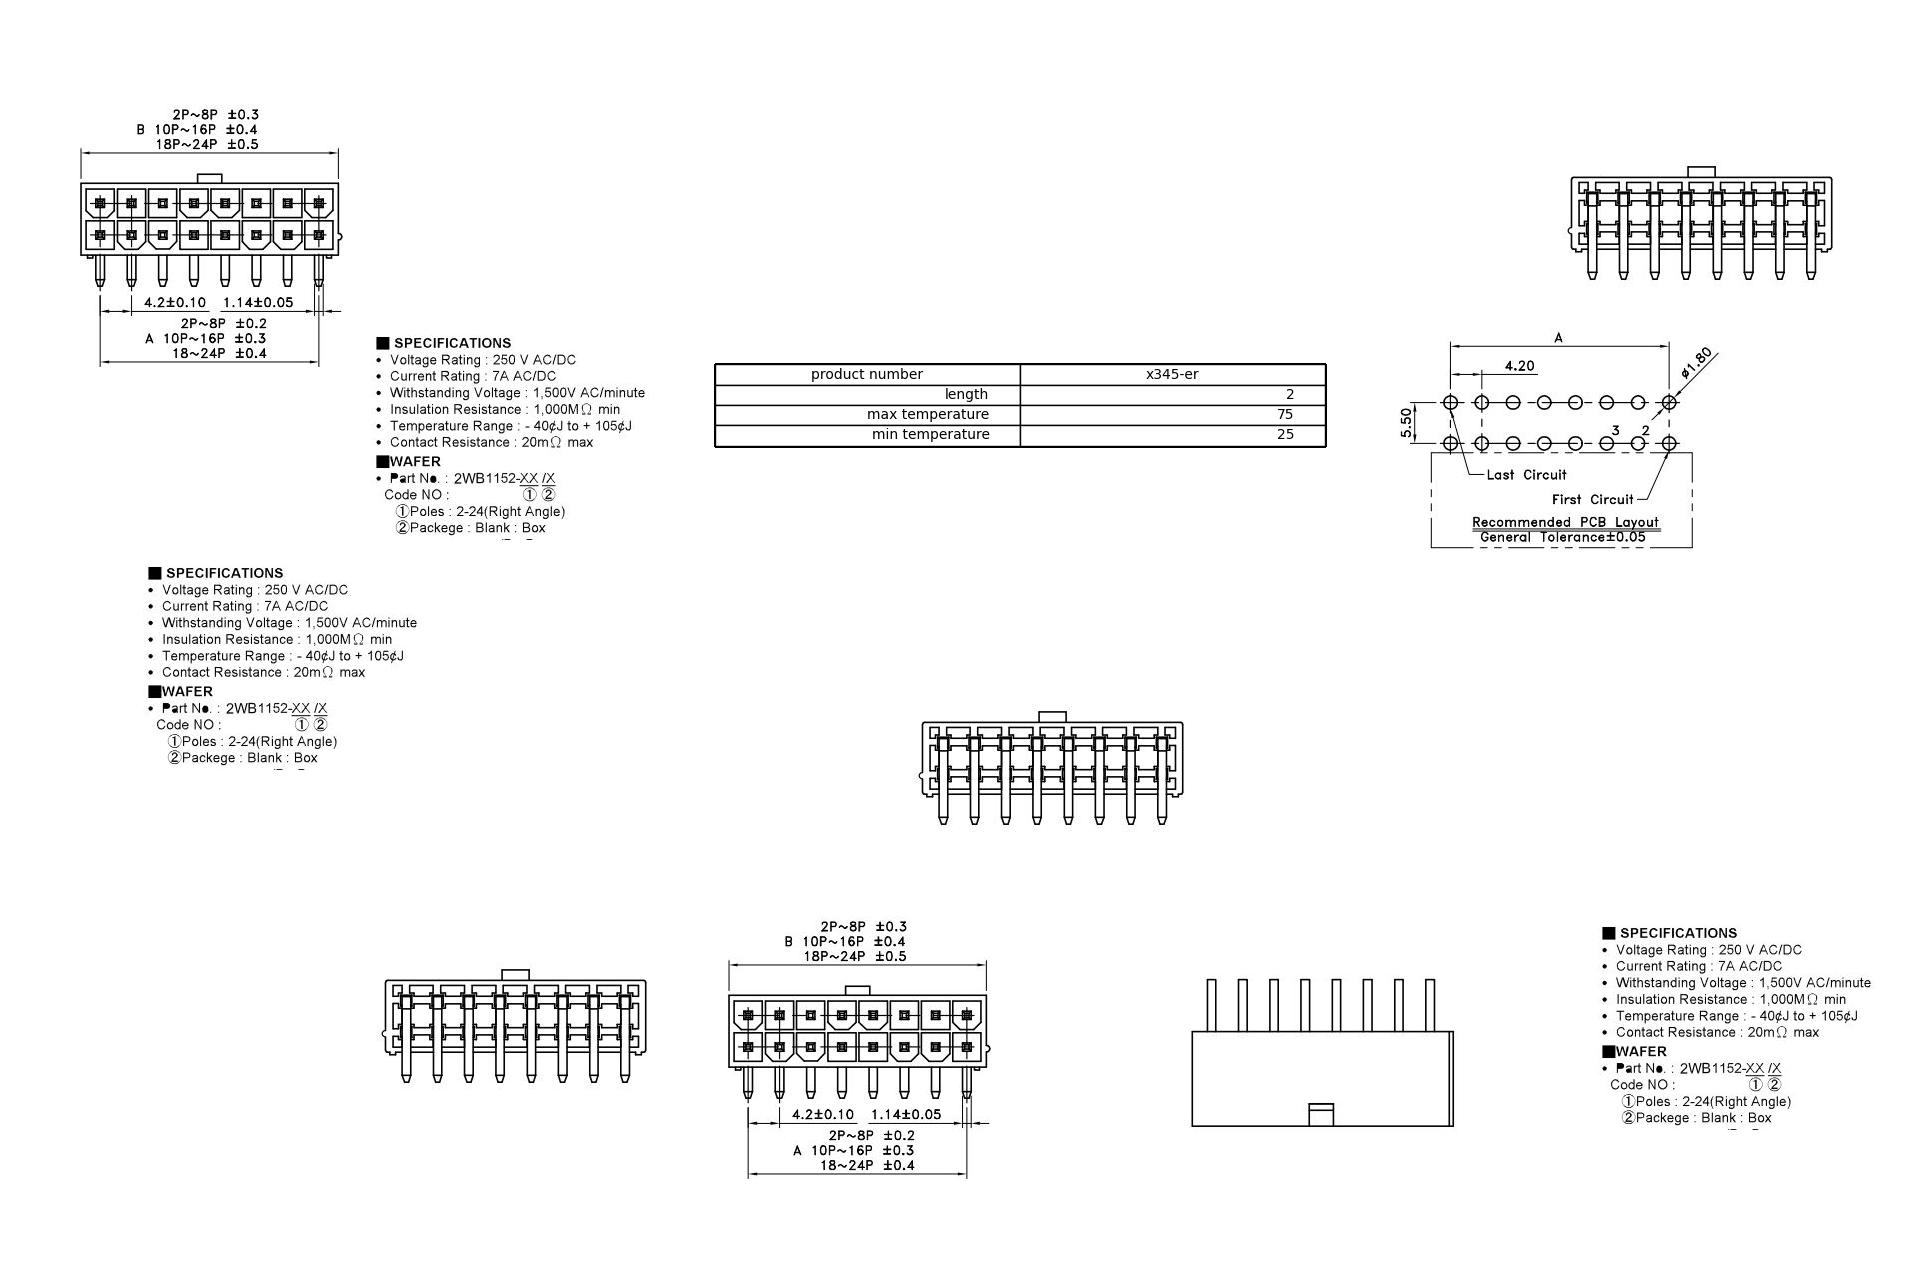 2P~8P ±0.3
B 10P~16P ±0.4
18P~24P ±0.5
4.2±0.10 1.14±0.05
2P~8P ±0.2
A 10P~16P ±0.3
18~24P ±0.4
■ SPECIFICATIONS
• Voltage Rating : 250 V AC/DC
• Current Rating : 7A AC/DC
• Withstanding Voltage : 1,500V AC/minute
• Insulation Resistance : 1,000MΩ min
• Temperature Range : - 40¢J to + 105¢J
• Contact Resistance : 20mΩ max
■WAFER
• Part No. : 2WB1152-XX /X
Code NO : ① ②
①Poles : 2-24(Right Angle)
②Packege : Blank : Box
product number x345-er
length 2
max temperature 75
min temperature 25
A
4.20
ø1.80
5.50
3 2
Last Circuit
First Circuit
Recommended PCB Layout
General Tolerance±0.05
■ SPECIFICATIONS
• Voltage Rating : 250 V AC/DC
• Current Rating : 7A AC/DC
• Withstanding Voltage : 1,500V AC/minute
• Insulation Resistance : 1,000MΩ min
• Temperature Range : - 40¢J to + 105¢J
• Contact Resistance : 20mΩ max
■WAFER
• Part No. : 2WB1152-XX /X
Code NO : ① ②
①Poles : 2-24(Right Angle)
②Packege : Blank : Box
2P~8P ±0.3
B 10P~16P ±0.4
18P~24P ±0.5
4.2±0.10 1.14±0.05
2P~8P ±0.2
A 10P~16P ±0.3
18~24P ±0.4
■ SPECIFICATIONS
• Voltage Rating : 250 V AC/DC
• Current Rating : 7A AC/DC
• Withstanding Voltage : 1,500V AC/minute
• Insulation Resistance : 1,000MΩ min
• Temperature Range : - 40¢J to + 105¢J
• Contact Resistance : 20mΩ max
■WAFER
• Part No. : 2WB1152-XX /X
Code NO : ① ②
①Poles : 2-24(Right Angle)
②Packege : Blank : Box